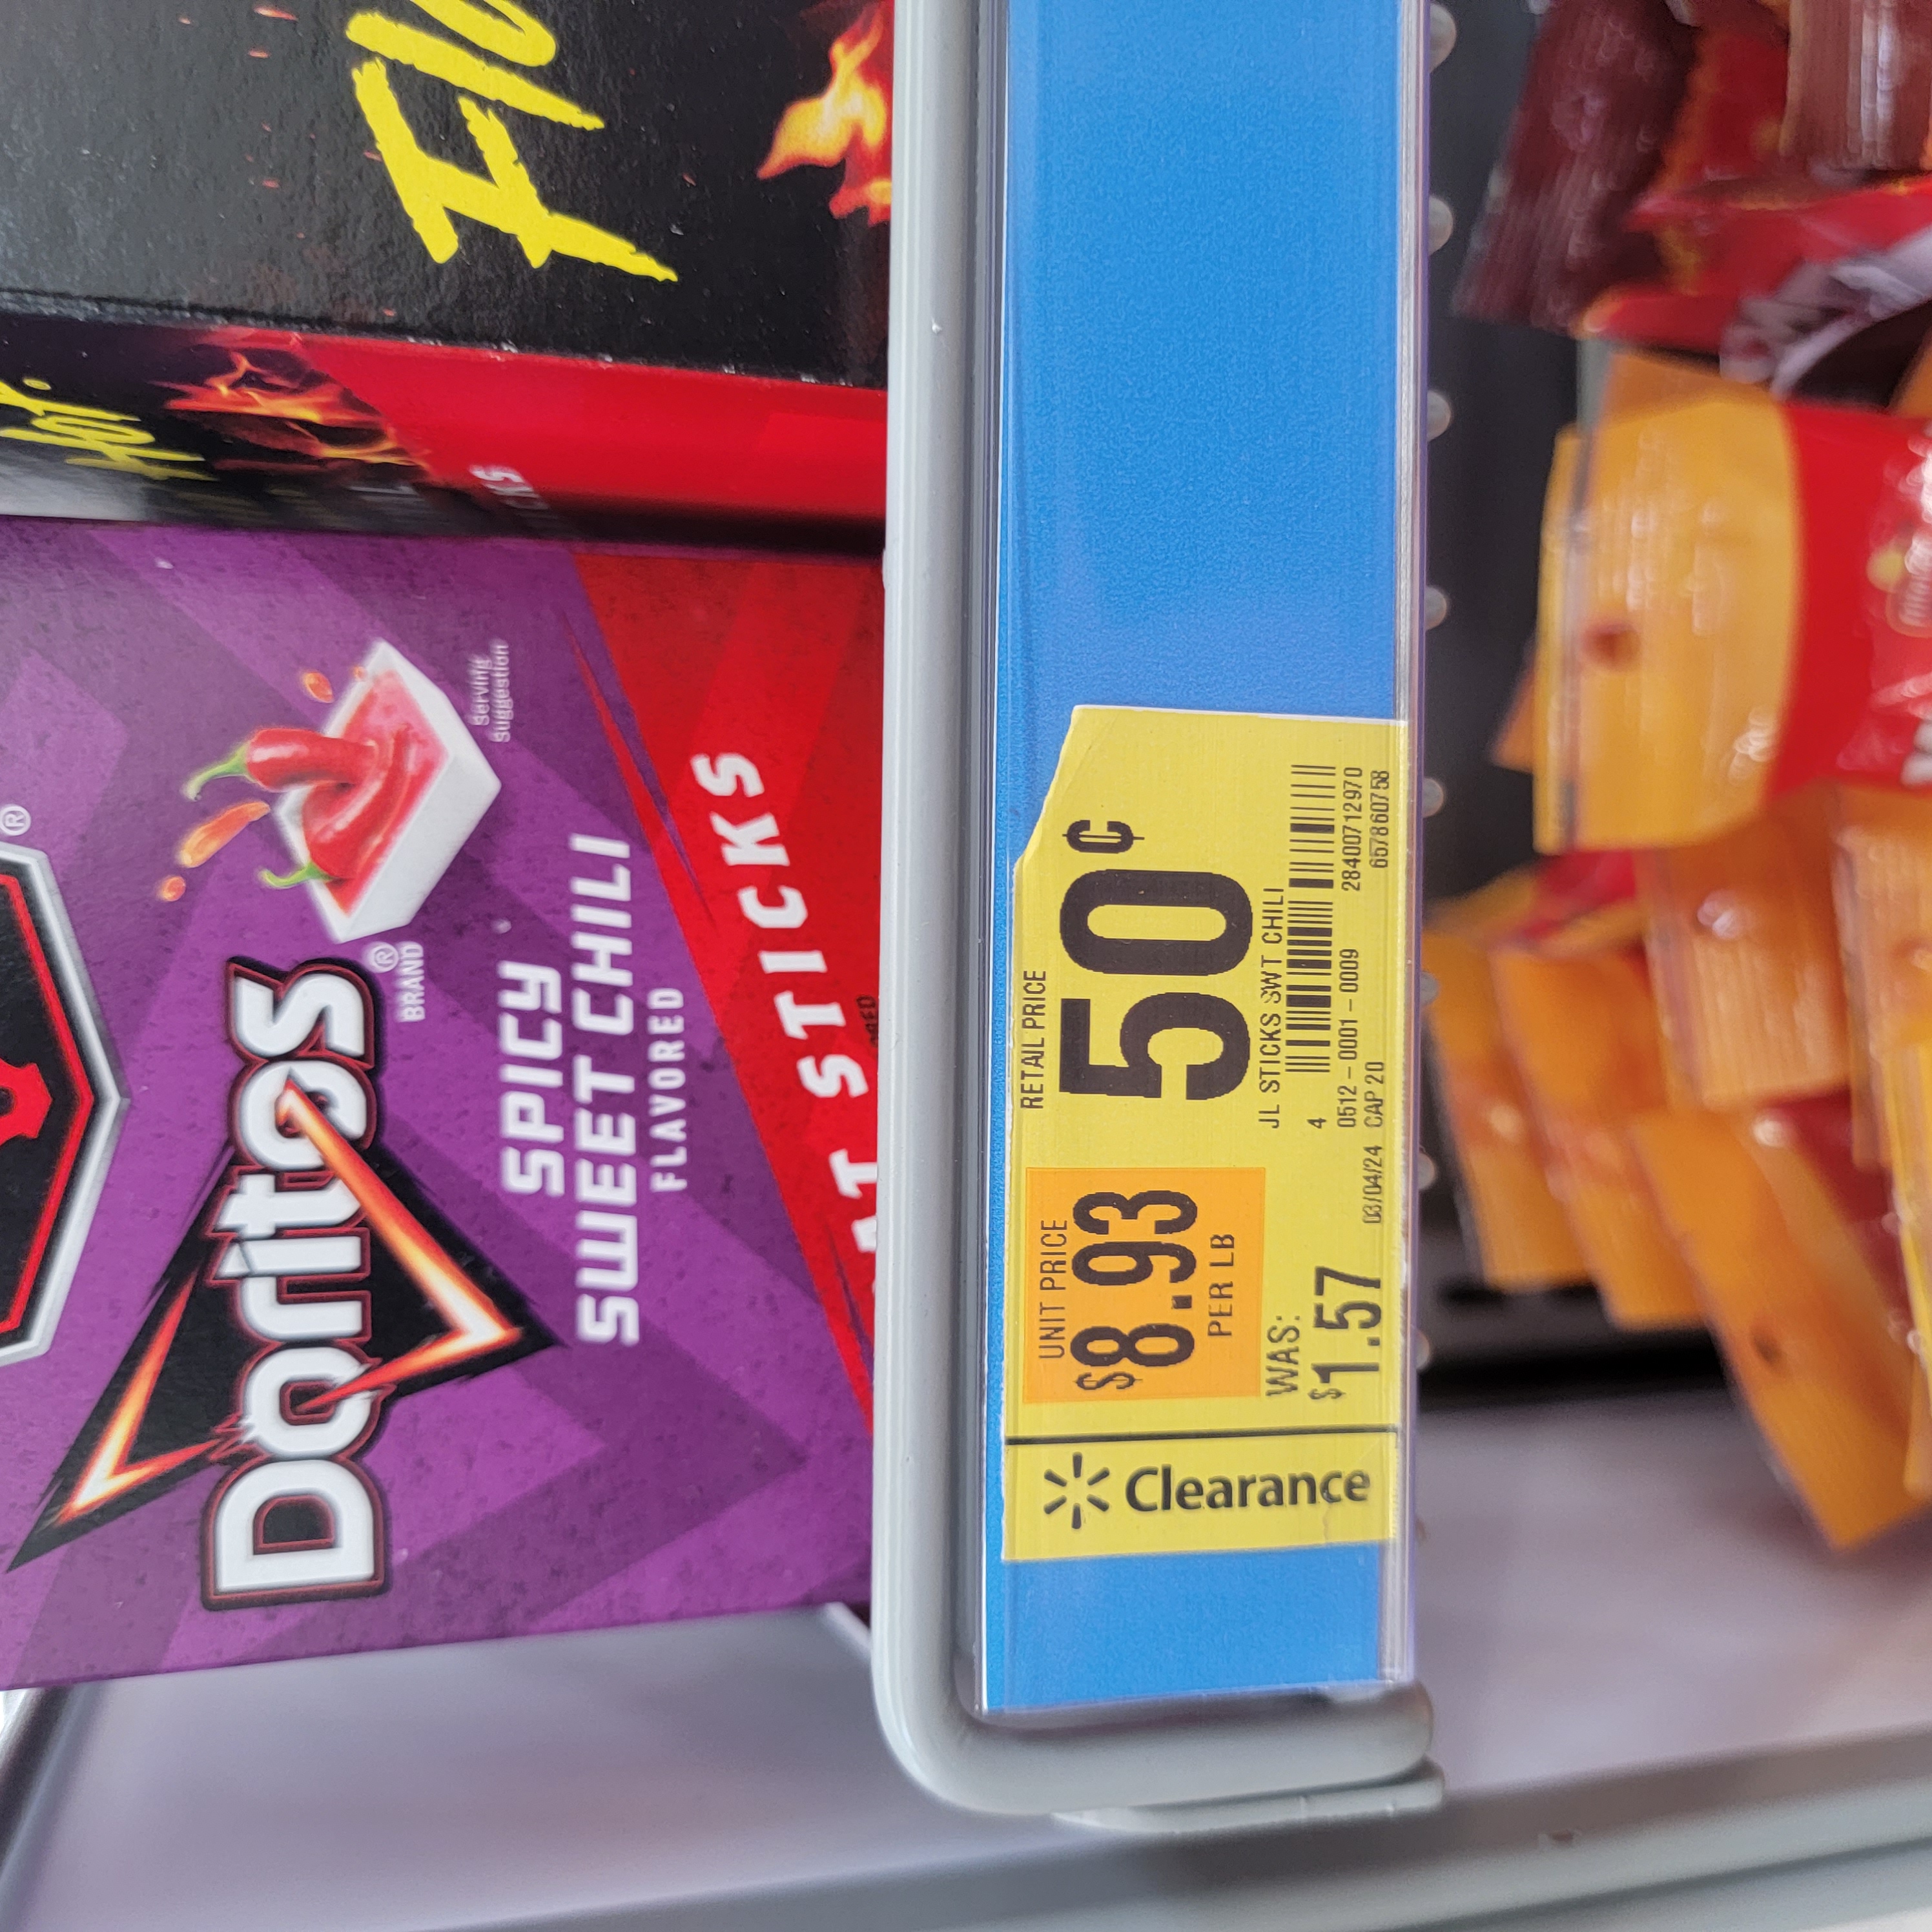 ®
Doritos
®
BRAND
Serving
Suggestion
SPICY
SWEET CHILI
FLAVORED
STICKS
Hot.
Clearance
UNIT PRICE
$8.93
PER LB
WAS:
$1.57
03/04/24
RETAIL PRICE
50¢
JL STICKS SWT CHILI
4
0512-0001-0009 28400712970
CAP 20 657860758